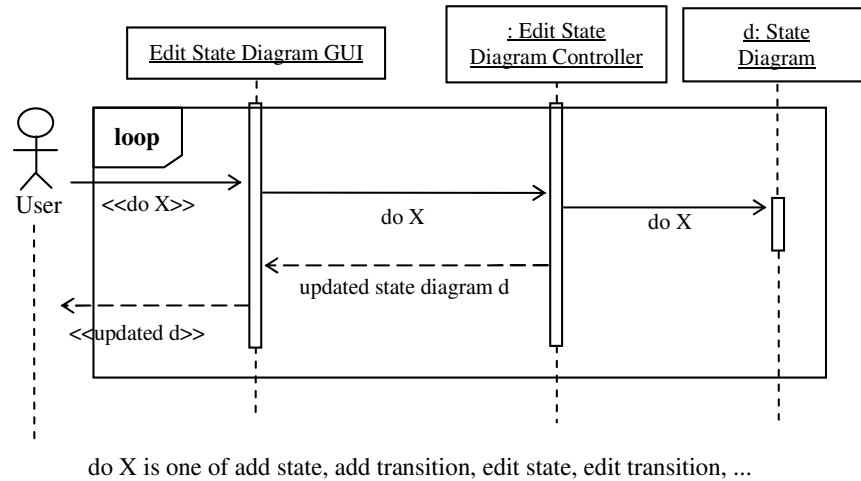 Edit State Diagram GUI
: Edit State
Diagram Controller
d: State
Diagram
loop
User
<<do X>>
do X
do X
updated state diagram d
<<updated d>>
do X is one of add state, add transition, edit state, edit transition, ...